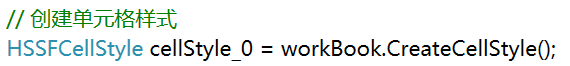 // 创建单元格样式
HSSFCellStyle cellStyle_0 = workBook.CreateCellStyle();